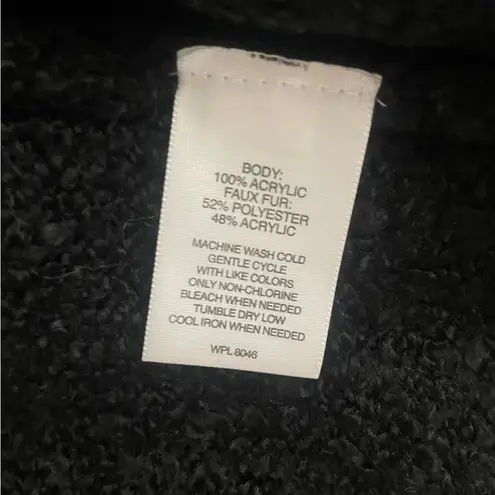 BODY:
100% ACRYLIC
FAUX FUR:
52% POLYESTER
48% ACRYLIC
MACHINE WASH COLD
GENTLE CYCLE
WITH LIKE COLORS
ONLY NON-CHLORINE
BLEACH WHEN NEEDED
TUMBLE DRY LOW
COOL IRON WHEN NEEDED
WPL 8046